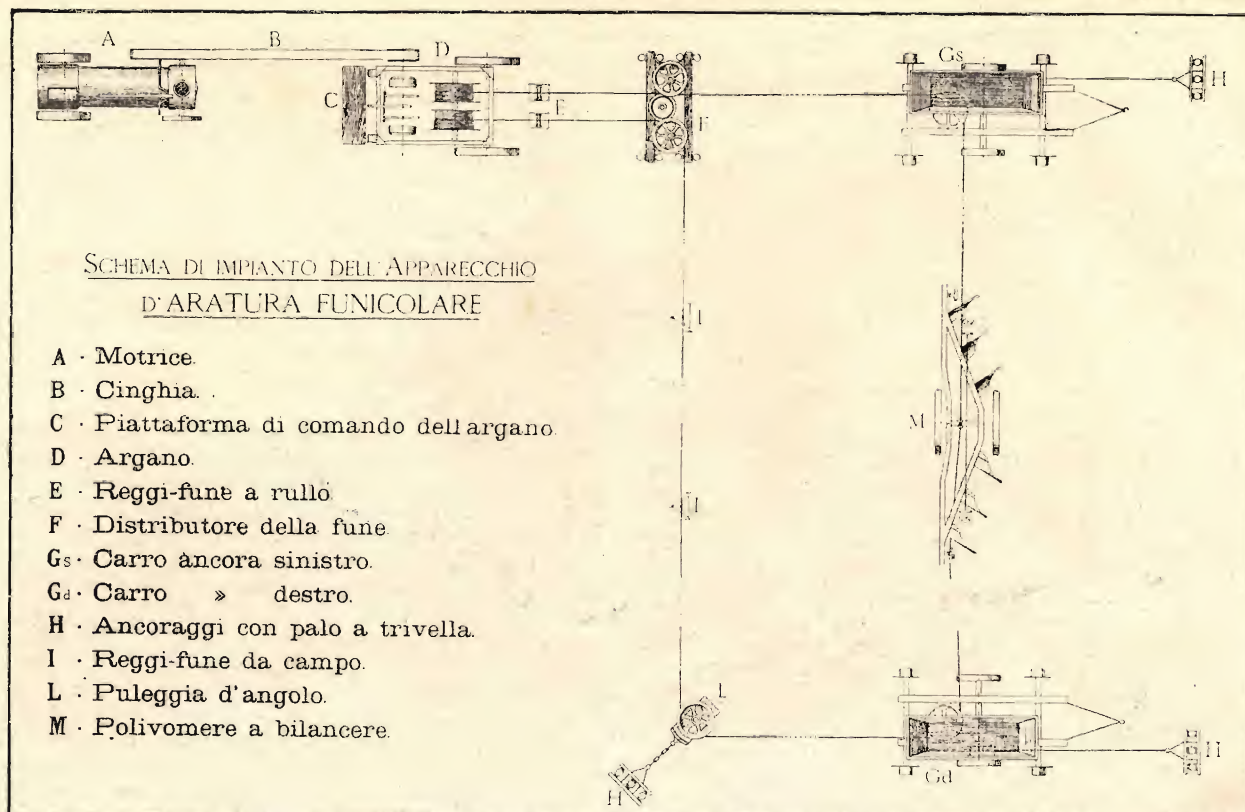 A B C D E F Gs H
SCHEMA DI IMPIANTO DELL'APPARECCHIO
D'ARATURA FUNICOLARE
A · Motrice.
B · Cinghia.
C · Piattaforma di comando dell argano.
D · Argano.
E · Reggi-fune a rullo.
F · Distributore della fune.
Gs · Carro àncora sinistro.
Gd · Carro » destro.
H · Ancoraggi con palo a trivella.
I · Reggi-fune da campo.
L · Puleggia d'angolo.
M · Polivomere a bilancere.
I
M
I
L
H
Gd
H